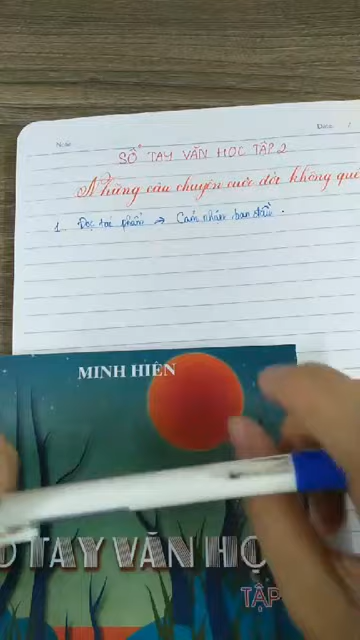 Date:
SỔ TAY VĂN HỌC TẬP 2
Những câu chuyện cuộc đời không
1. Đọc tác phẩm → Cảm nhận ban đầu.
MINH HIÊN
TAY VĂN HỌ
TẬP